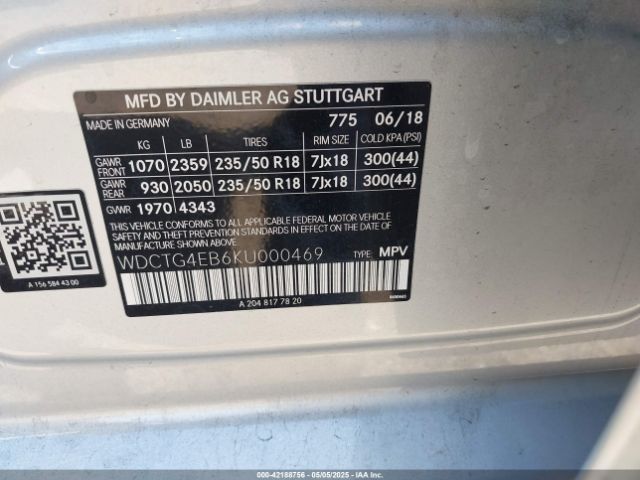 MFD BY DAIMLER AG STUTTGART
MADE IN GERMANY 775 06/18
KG LB TIRES RIM SIZE COLD KPA(PSI)
GAWR FRONT 1070 2359 235/50 R18 7Jx18 300(44)
GAWR REAR 930 2050 235/50 R18 7Jx18 300(44)
GVWR 1970 4343
THIS VEHICLE CONFORMS TO ALL APPLICABLE FEDERAL MOTOR VEHICLE
SAFETY AND THEFT PREVENTION STANDARDS IN EFFECT ON THE DATE
OF MANUFACTURE SHOWN ABOVE.
WDCTG4EB6KU000469 TYPE: MPV
A 204 817 78 20
A 156 584 43 00
000-42188756 - 05/05/2025 - IAAI, Inc.